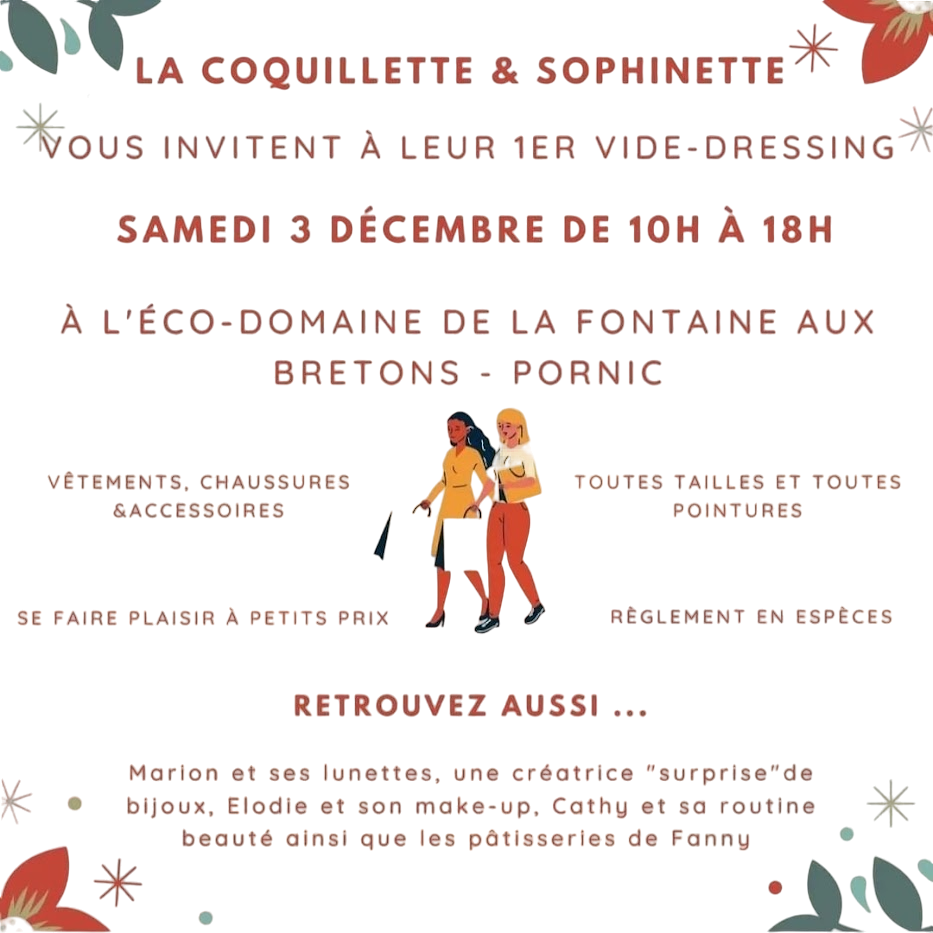 LA COQUILLETTE & SOPHINETTE
VOUS INVITENT À LEUR 1ER VIDE-DRESSING
SAMEDI 3 DÉCEMBRE DE 10H À 18H
À L'ÉCO-DOMAINE DE LA FONTAINE AUX
BRETONS - PORNIC
VÊTEMENTS, CHAUSSURES
&ACCESSOIRES
TOUTES TAILLES ET TOUTES
POINTURES
SE FAIRE PLAISIR À PETITS PRIX
RÈGLEMENT EN ESPÈCES
RETROUVEZ AUSSI ...
Marion et ses lunettes, une créatrice "surprise"de
bijoux, Elodie et son make-up, Cathy et sa routine
beauté ainsi que les pâtisseries de Fanny